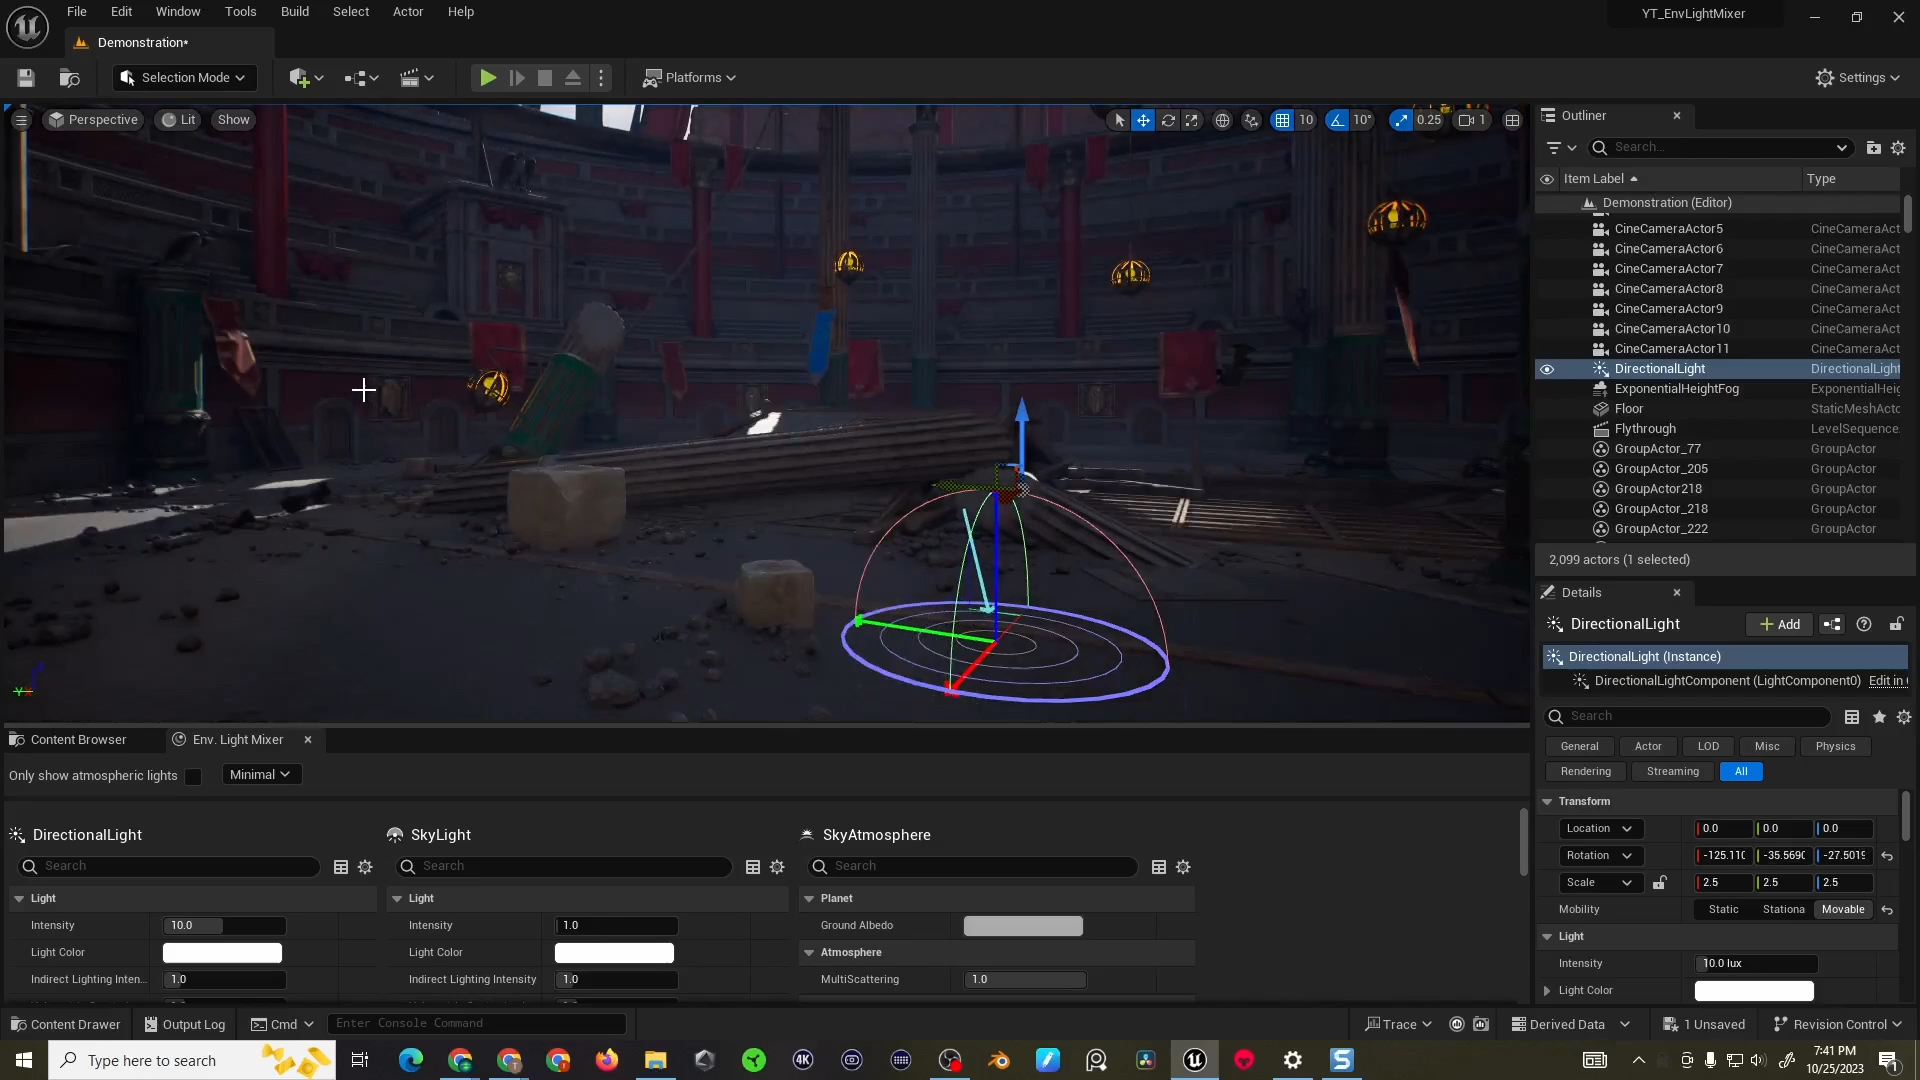 File Edit Window Tools Build Select Actor Help
YT_EnvLightMixer
Demonstration*
Selection Mode
Platforms
Settings
Perspective Lit Show
10 10° 0.25 1
Outliner
Search...
Item Label Type
Demonstration (Editor)
CineCameraActor5 CineCameraAct
CineCameraActor6 CineCameraAct
CineCameraActor7 CineCameraAct
CineCameraActor8 CineCameraAct
CineCameraActor9 CineCameraAct
CineCameraActor10 CineCameraAct
CineCameraActor11 CineCameraAct
DirectionalLight DirectionalLight
ExponentialHeightFog ExponentialHeig
Floor StaticMeshActo
Flythrough LevelSequence
GroupActor_77 GroupActor
GroupActor_205 GroupActor
GroupActor218 GroupActor
GroupActor_218 GroupActor
GroupActor_222 GroupActor
2,099 actors (1 selected)
Details
DirectionalLight
Add
DirectionalLight (Instance)
DirectionalLightComponent (LightComponent0) Edit in
Search
General Actor LOD Misc Physics
Rendering Streaming All
Transform
Location 0.0 0.0 0.0
Rotation -125.110 -35.5690 -27.5019
Scale 2.5 2.5 2.5
Mobility Static Stationa Movable
Light
Intensity 10.0 lux
Light Color
Content Browser Env. Light Mixer
Only show atmospheric lights Minimal
DirectionalLight
Search
Light
Intensity 10.0
Light Color
Indirect Lighting Inten... 1.0
SkyLight
Search
Light
Intensity 1.0
Light Color
Indirect Lighting Intensity 1.0
SkyAtmosphere
Search
Planet
Ground Albedo
Atmosphere
MultiScattering 1.0
Content Drawer Output Log Cmd Enter Console Command
Trace Derived Data 1 Unsaved Revision Control
Type here to search
4K
7:41 PM
10/25/2023
1